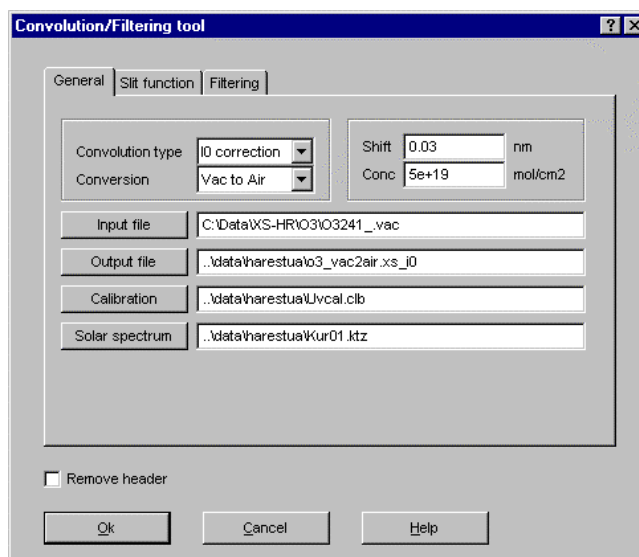 Convolution/Filtering tool
General Slit function Filtering
Convolution type I0 correction
Conversion Vac to Air
Shift 0.03 nm
Conc 5e+19 mol/cm2
Input file C:\Data\XS-HR\O3\O3241_.vac
Output file ..\data\harestua\o3_vac2air.xs_i0
Calibration ..\data\harestua\Uvcal.clb
Solar spectrum ..\data\harestua\Kur01.ktz
Remove header
Ok Cancel Help